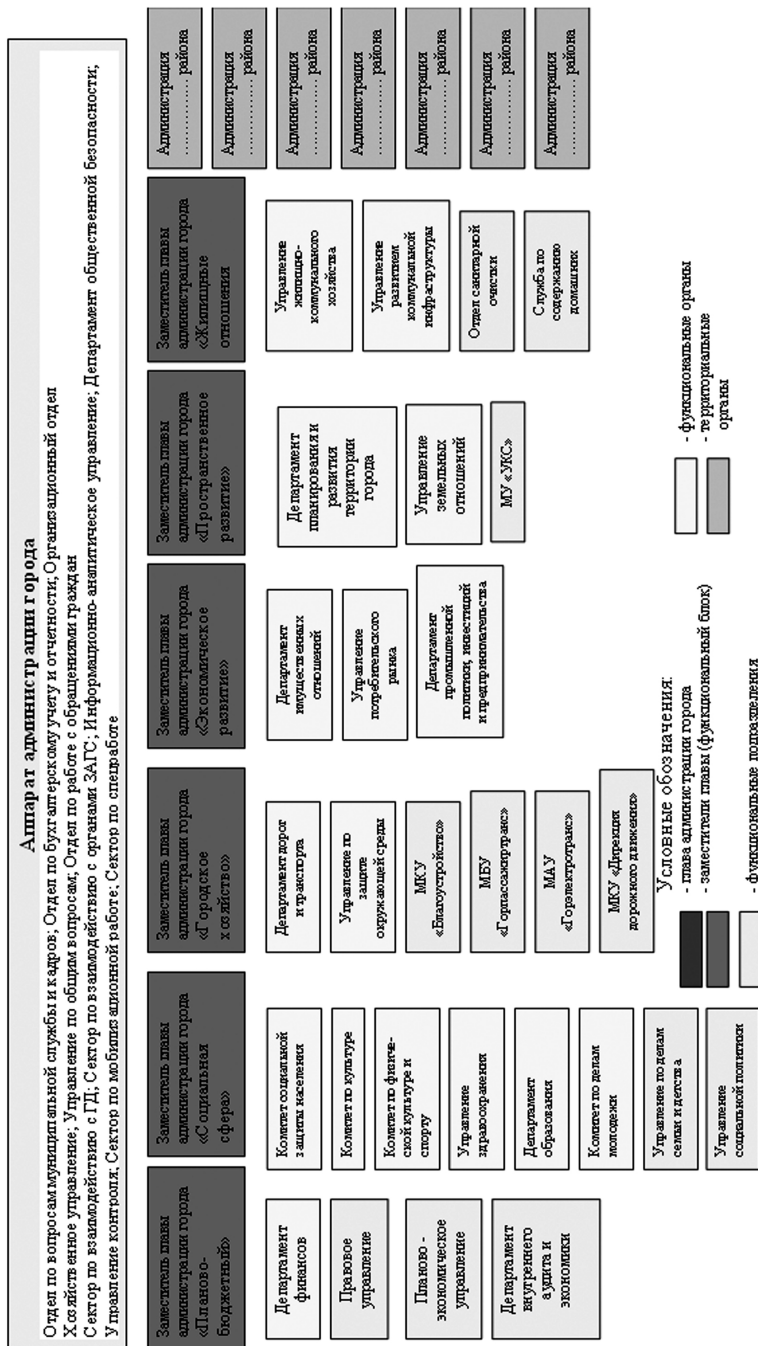 Аппарат администрации города
Отдел по вопросам муниципальной службы и кадров; Отдел по бухгалтерскому учету и отчетности; Организационный отдел
Хозяйственное управление; Управление по общим вопросам; Отдел по работе с обращениями граждан
Сектор по взаимодействию с ГД; Сектор по взаимодействию с органами ЗАГС; Информационно-аналитическое управление; Департамент общественной безопасности;
Управление контроля; Сектор по мобилизационной работе; Сектор по спецработе
Заместитель главы
администрации города
«Планово-
бюджетный»
Департамент
финансов
Правовое
управление
Планово -
экономическое
управление
Департамент
внутреннего
аудита и
экономики
Заместитель главы
администрации города
«Социальная
сфера»
Комитет социальной
защиты населения
Комитет по культуре
Комитет по физиче-
ской культуре и
спорту
Управление
здравоохранения
Департамент
образования
Комитет по делам
молодежи
Управление по делам
семьи и детства
Управление
социальной политики
Заместитель главы
администрации города
«Городское
хозяйство»
Департамент дорог
и транспорта
Управление по
защите
окружающей среды
МКУ
«Благоустройство»
МБУ
«Горпассажиртранс»
МАУ
«Горэлектротранс»
МКУ «Дирекция
дорожного движения»
Заместитель главы
администрации города
«Экономическое
развитие»
Департамент
имущественных
отношений
Управление
потребительского
рынка
Департамент
промышленной
политики, инвестиций
и предпринимательства
Заместитель главы
администрации города
«Пространственное
развитие»
Департамент
планирования и
развития
территории
города
Управление
земельных
отношений
МУ «УКС»
Заместитель главы
администрации города
«Жилищные
отношения
Управление
жилищно-
коммунального
хозяйства
Управление
развитием
коммунальной
инфраструктуры
Отдел санитарной
очистки
Служба по
содержанию
домашних
Администрация
.............. района
Администрация
.............. района
Администрация
.............. района
Администрация
.............. района
Администрация
.............. района
Администрация
.............. района
Администрация
.............. района
Условные обозначения:
- глава администрации города
- заместители главы (функциональный блок)
- функциональные подразделения
- функциональные органы
- территориальные
органы